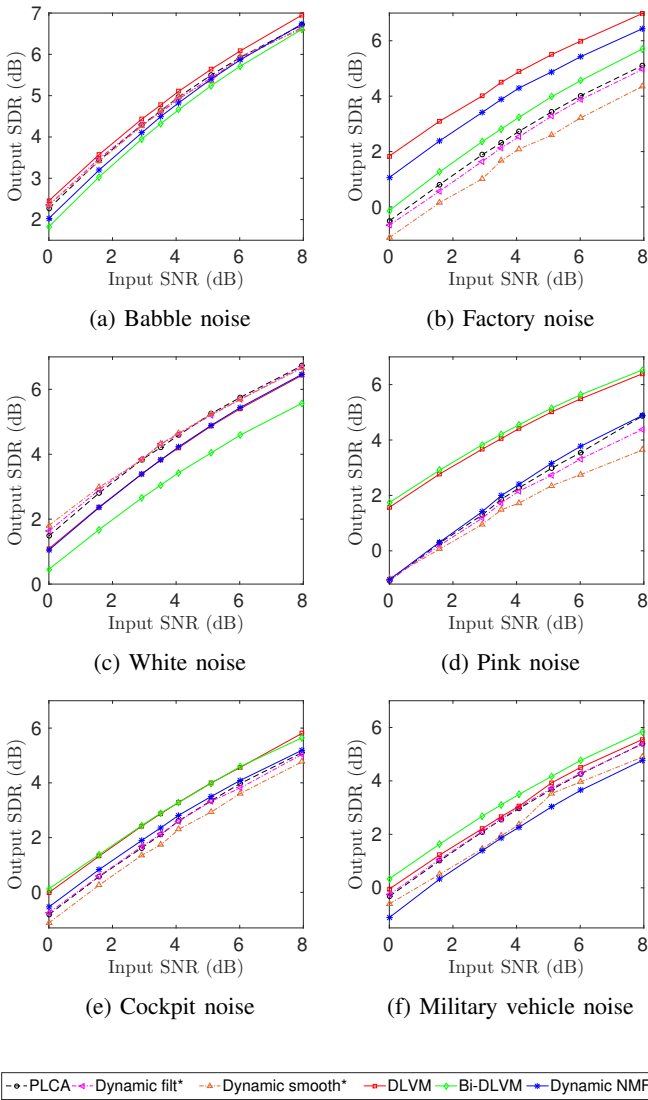 7
6
5
4
3
2
Output SDR (dB)
0 2 4 6 8
Input SNR (dB)
(a) Babble noise
6
4
2
0
Output SDR (dB)
0 2 4 6 8
Input SNR (dB)
(b) Factory noise
6
4
2
0
Output SDR (dB)
0 2 4 6 8
Input SNR (dB)
(c) White noise
6
4
2
0
Output SDR (dB)
0 2 4 6 8
Input SNR (dB)
(d) Pink noise
6
4
2
0
Output SDR (dB)
0 2 4 6 8
Input SNR (dB)
(e) Cockpit noise
6
4
2
0
Output SDR (dB)
0 2 4 6 8
Input SNR (dB)
(f) Military vehicle noise
PLCA Dynamic filt* Dynamic smooth* DLVM Bi-DLVM Dynamic NMF